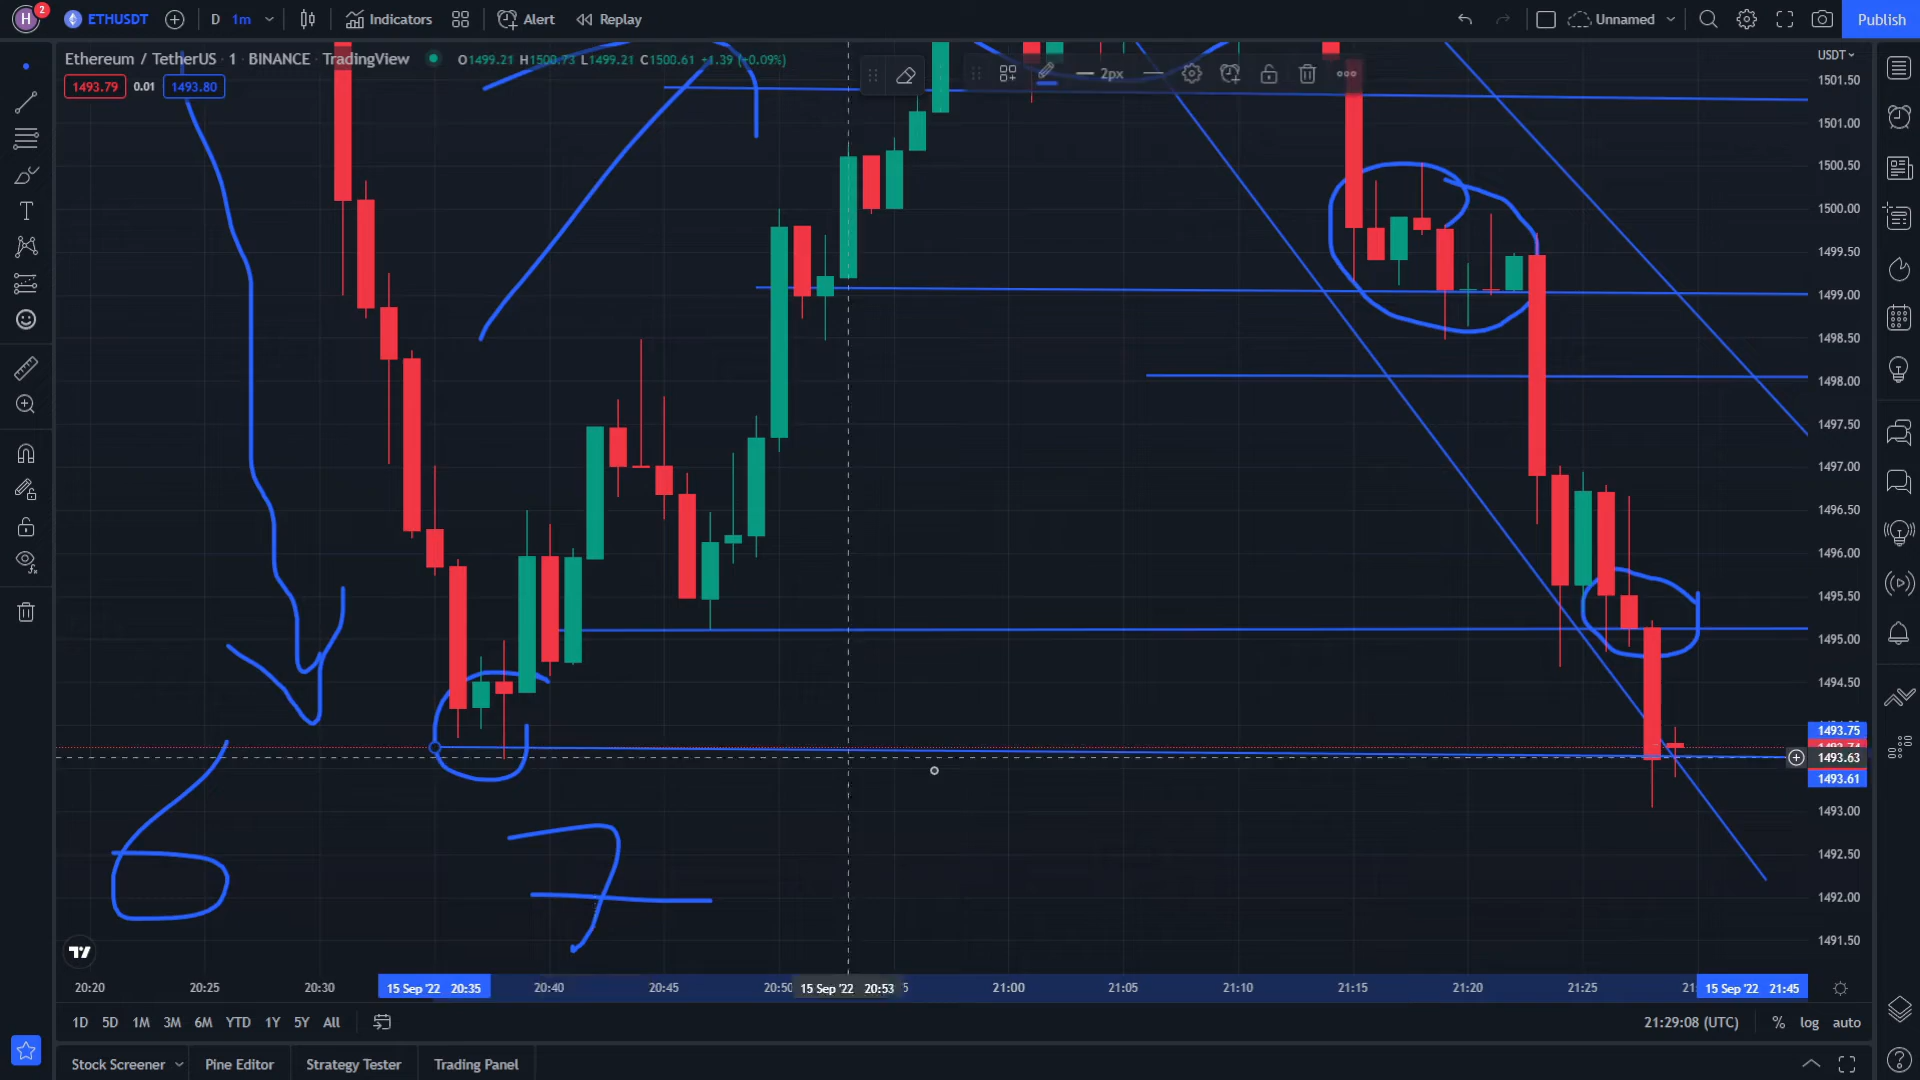 H 2 ETHUSDT D 1m Indicators Alert Replay Unnamed Publish
Ethereum / TetherUS · 1 · BINANCE · TradingView O1499.21 H1500.73 L1499.21 C1500.61 +1.39 (+0.09%)
1493.79 0.01 1493.80
2px
USDT
1501.50
1501.00
1500.50
1500.00
1499.50
1499.00
1498.50
1498.00
1497.50
1497.00
1496.50
1496.00
1495.50
1495.00
1494.50
1493.75
1493.63
1493.61
1493.00
1492.50
1492.00
1491.50
7
20:20 20:25 20:30 15 Sep '22 20:35 20:40 20:45 20:50 15 Sep '22 20:53 21:00 21:05 21:10 21:15 21:20 21:25 15 Sep '22 21:45
1D 5D 1M 3M 6M YTD 1Y 5Y All 21:29:08 (UTC) % log auto
Stock Screener Pine Editor Strategy Tester Trading Panel